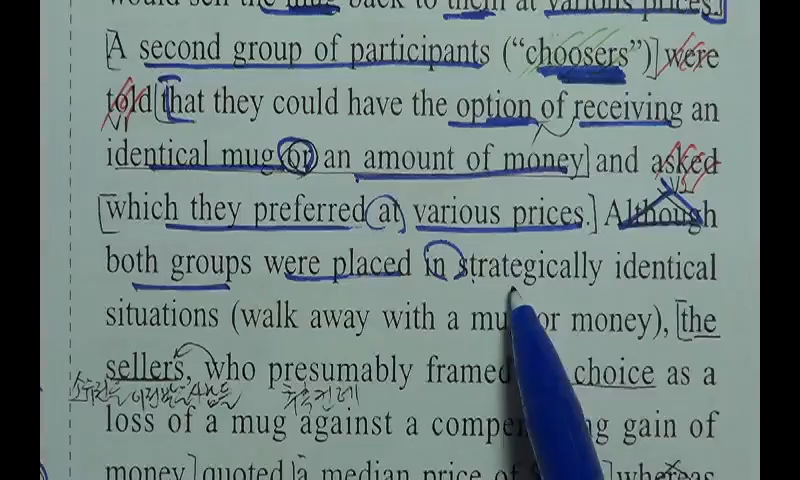 would sell the mug back to them at various prices.]
[A second group of participants (“choosers”)] were
told [that they could have the option of receiving an
identical mug or an amount of money] and asked
[which they preferred at various prices.] Although
both groups were placed in strategically identical
situations (walk away with a mu or money), [the
sellers, who presumably framed choice as a
loss of a mug against a compe ng gain of
money] quoted a median price of whereas